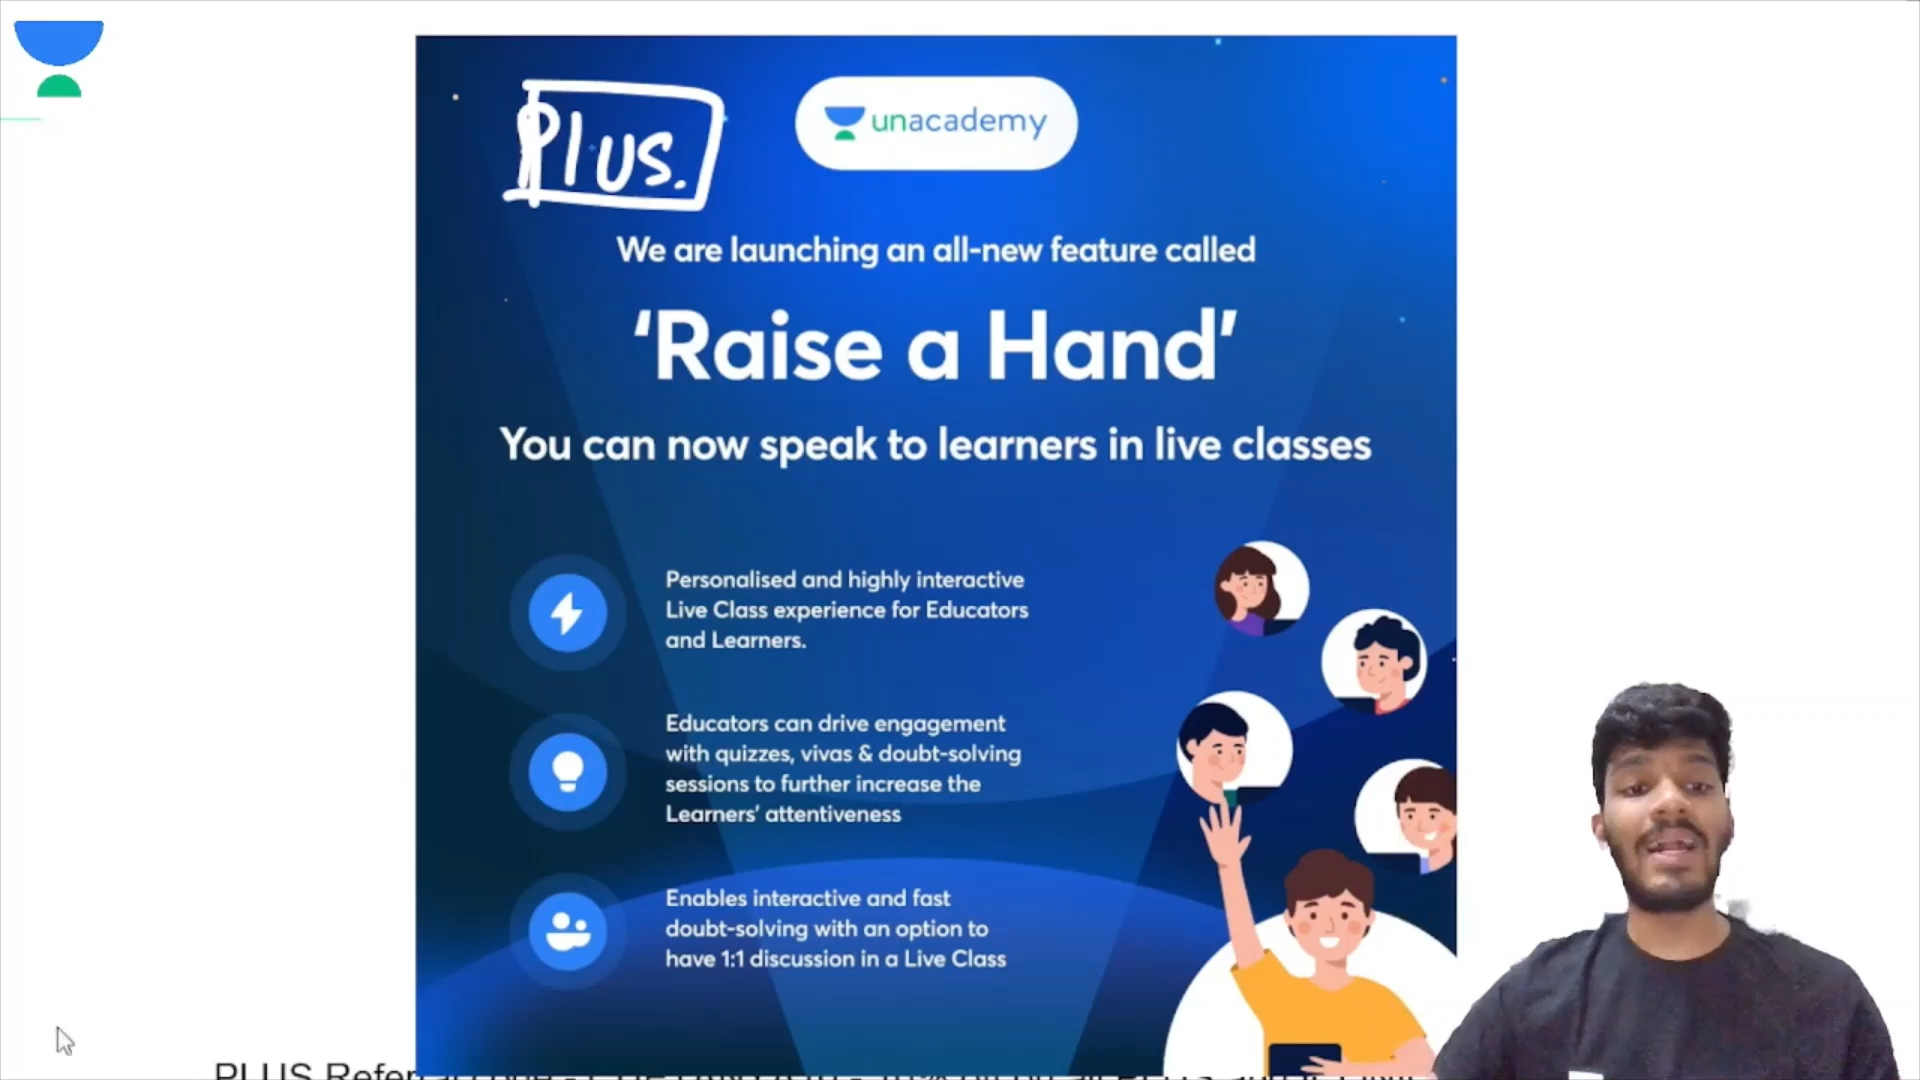 Plus.
unacademy
We are launching an all-new feature called
‘Raise a Hand’
You can now speak to learners in live classes
Personalised and highly interactive
Live Class experience for Educators
and Learners.
Educators can drive engagement
with quizzes, vivas & doubt-solving
sessions to further increase the
Learners’ attentiveness
Enables interactive and fast
doubt-solving with an option to
have 1:1 discussion in a Live Class
PLUS Referral code -